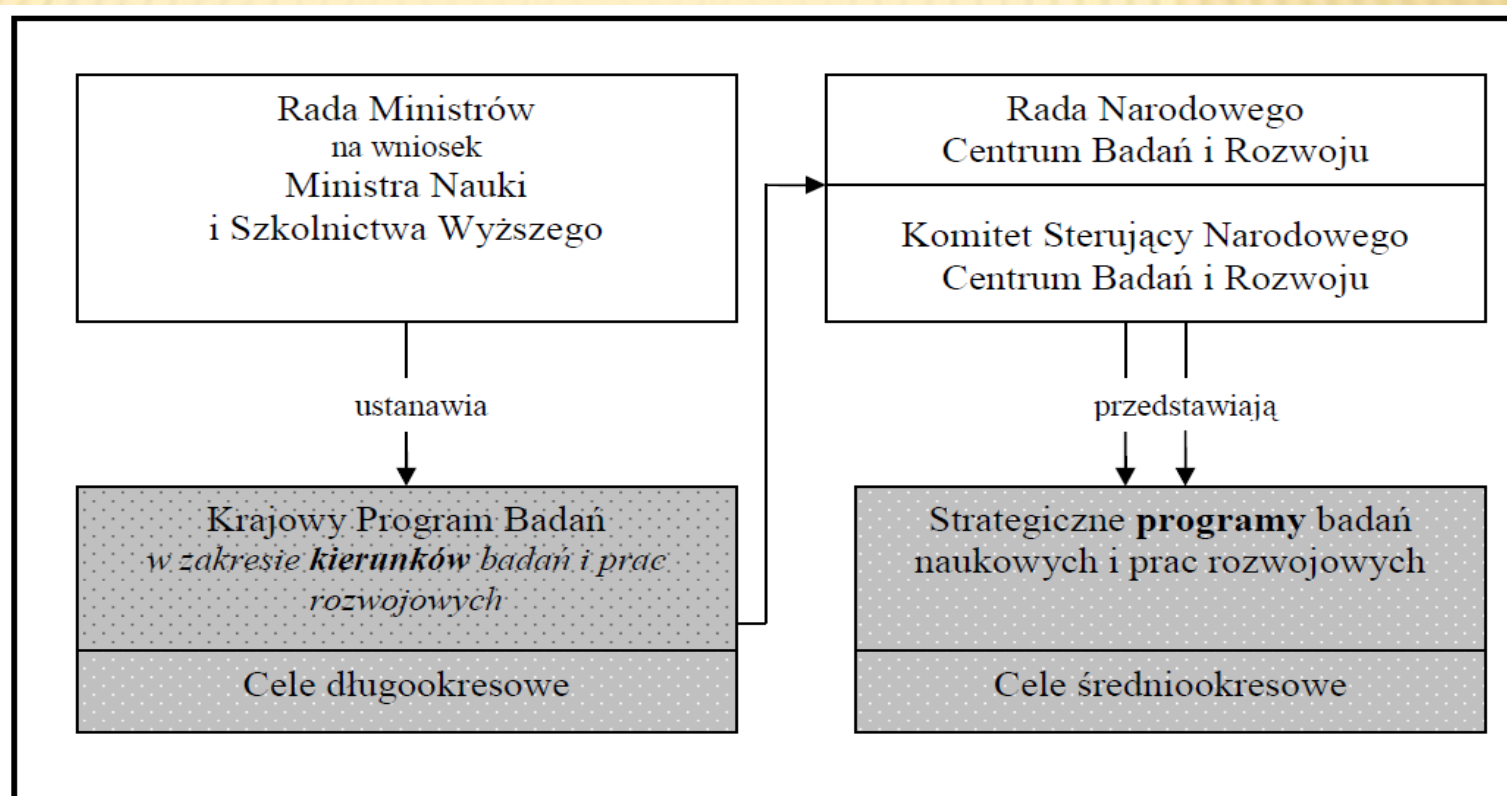 Rada Ministrów
na wniosek
Ministra Nauki
i Szkolnictwa Wyższego
ustanawia
Krajowy Program Badań
w zakresie kierunków badań i prac
rozwojowych
Cele długookresowe
Rada Narodowego
Centrum Badań i Rozwoju
Komitet Sterujący Narodowego
Centrum Badań i Rozwoju
przedstawiają
Strategiczne programy badań
naukowych i prac rozwojowych
Cele średniookresowe